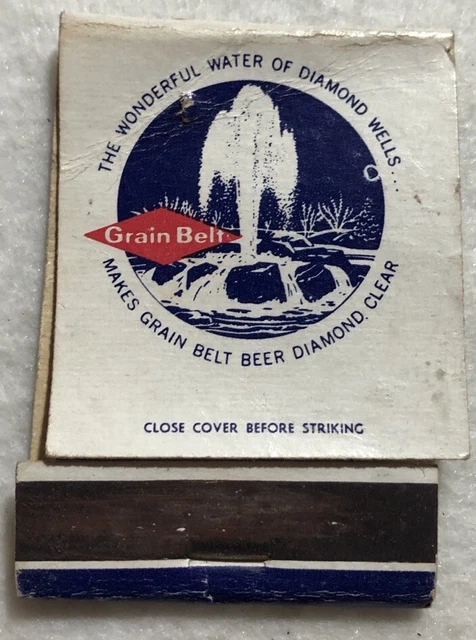 THE WONDERFUL WATER OF DIAMOND WELLS...
Grain Belt
MAKES GRAIN BELT BEER DIAMOND CLEAR
CLOSE COVER BEFORE STRIKING